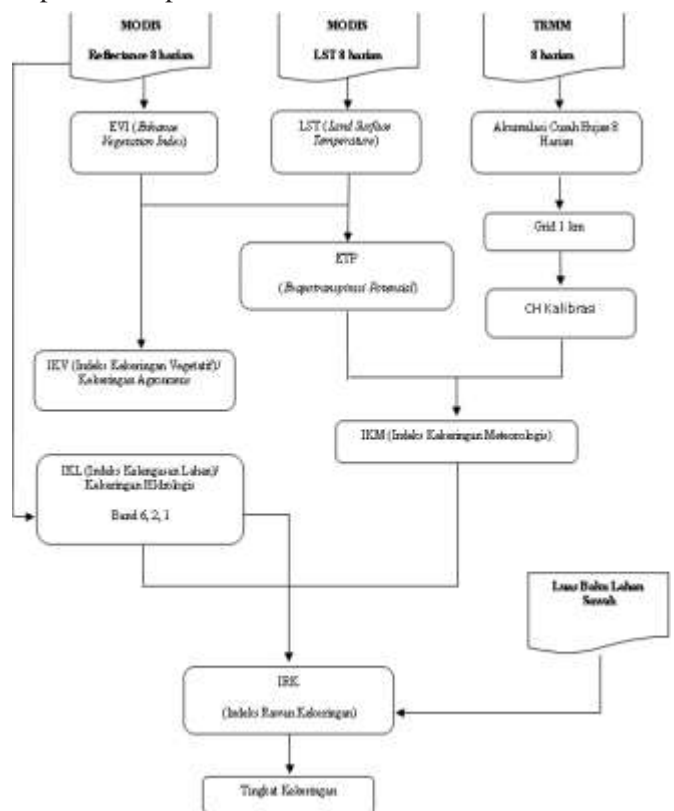 MODIS
Reflectance 8 harian
MODIS
LST 8 harian
TRMM
8 harian
EVI (Enhance
Vegetation Index)
LST (Land Surface
Temperature)
Akumulasi Curah Hujan 8
Harian
Grid 1 km
ETP
(Evapotranspirasi Potensial)
CH Kalibrasi
IKV (Indeks Kekeringan Vegetatif)/
Kekeringan Agronomis
IKM (Indeks Kekeringan Meteorologis)
IKL (Indeks Kelengasan Lahan)/
Kekeringan Hidrologis
Band 6, 2, 1
Luas Baku Lahan
Sawah
IRK
(Indeks Rawan Kekeringan)
Tingkat Kekeringan